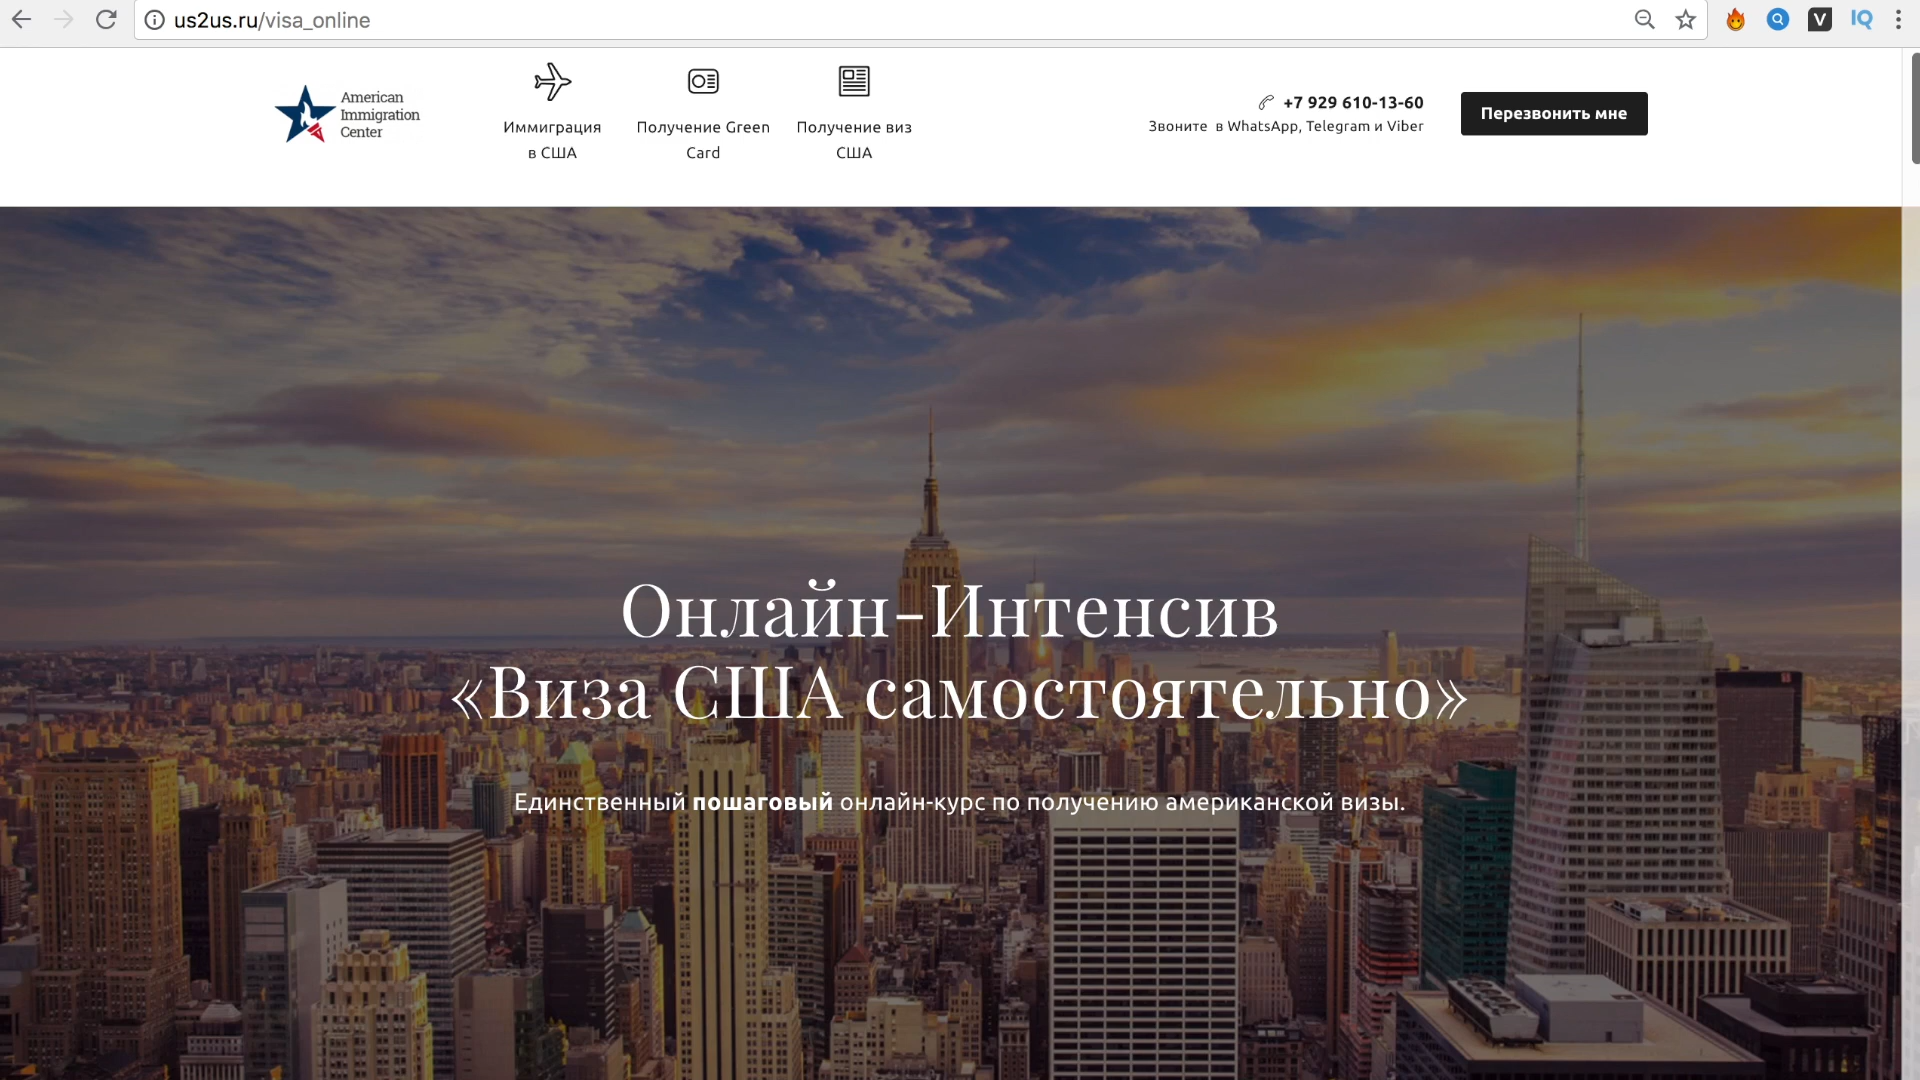 us2us.ru/visa_online
American
Immigration
Center
Иммиграция
в США
Получение Green
Card
Получение виз
США
+7 929 610-13-60
Звоните в WhatsApp, Telegram и Viber
Перезвонить мне
V
IQ
Онлайн-Интенсив
«Виза США самостоятельно»
Единственный пошаговый онлайн-курс по получению американской визы.